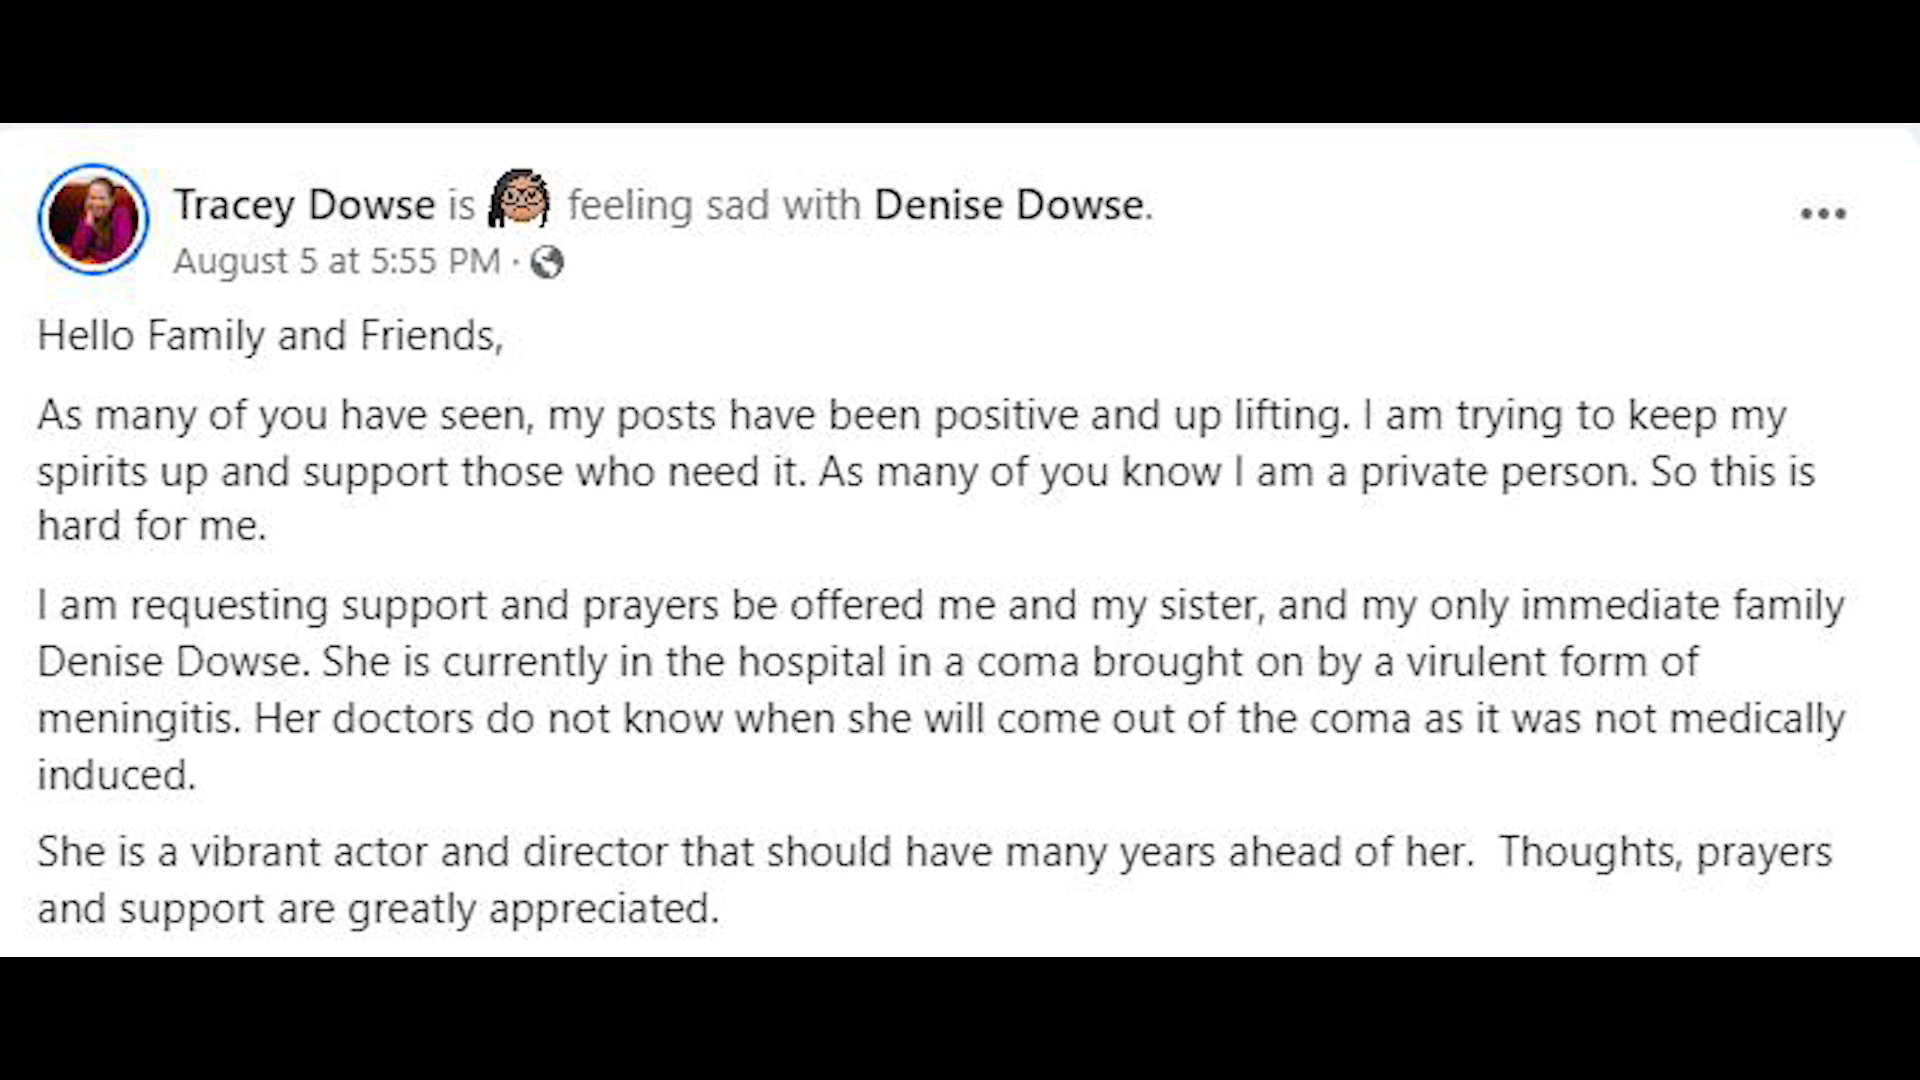 Tracey Dowse is feeling sad with Denise Dowse.
August 5 at 5:55 PM ·
Hello Family and Friends,
As many of you have seen, my posts have been positive and up lifting. I am trying to keep my
spirits up and support those who need it. As many of you know I am a private person. So this is
hard for me.
I am requesting support and prayers be offered me and my sister, and my only immediate family
Denise Dowse. She is currently in the hospital in a coma brought on by a virulent form of
meningitis. Her doctors do not know when she will come out of the coma as it was not medically
induced.
She is a vibrant actor and director that should have many years ahead of her.  Thoughts, prayers
and support are greatly appreciated.